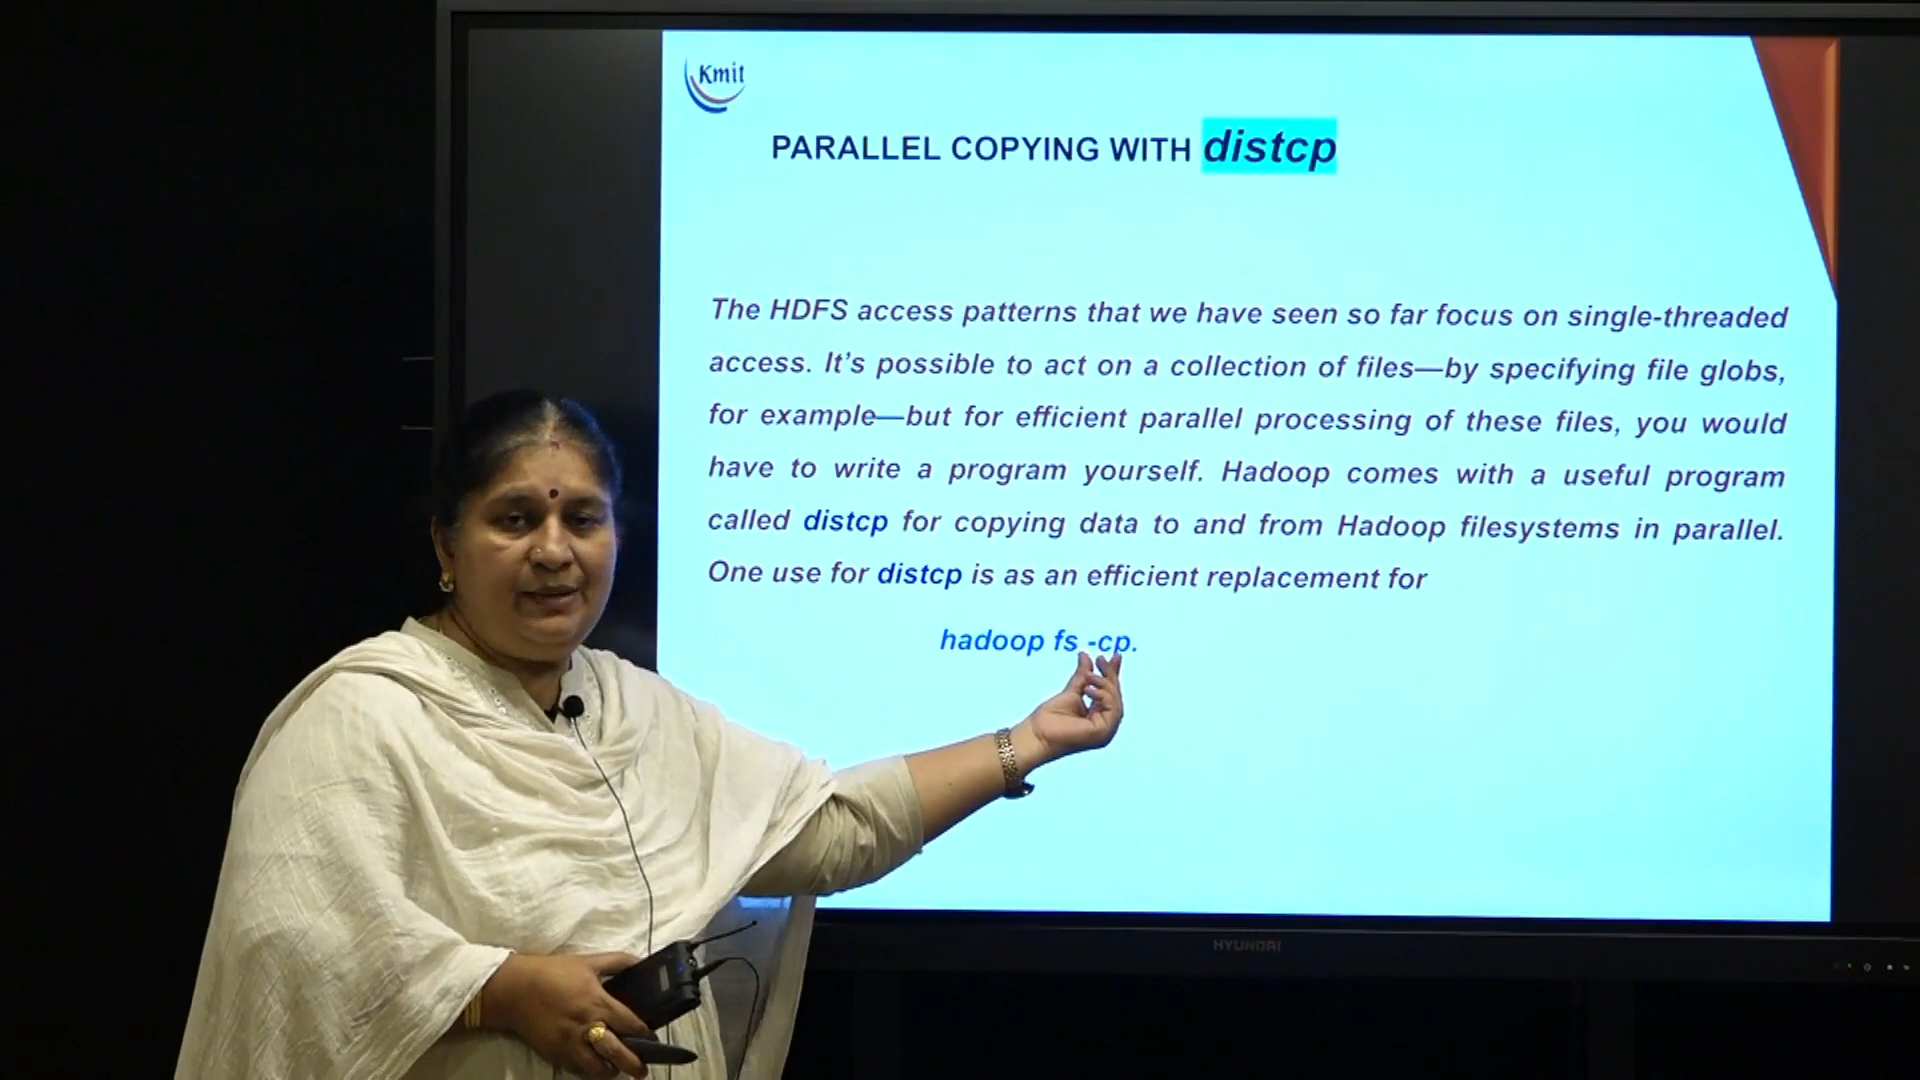 Kmit
PARALLEL COPYING WITH distcp
The HDFS access patterns that we have seen so far focus on single-threaded
access. It’s possible to act on a collection of files—by specifying file globs,
for example—but for efficient parallel processing of these files, you would
have to write a program yourself. Hadoop comes with a useful program
called distcp for copying data to and from Hadoop filesystems in parallel.
One use for distcp is as an efficient replacement for
hadoop fs -cp.
HYUNDAI